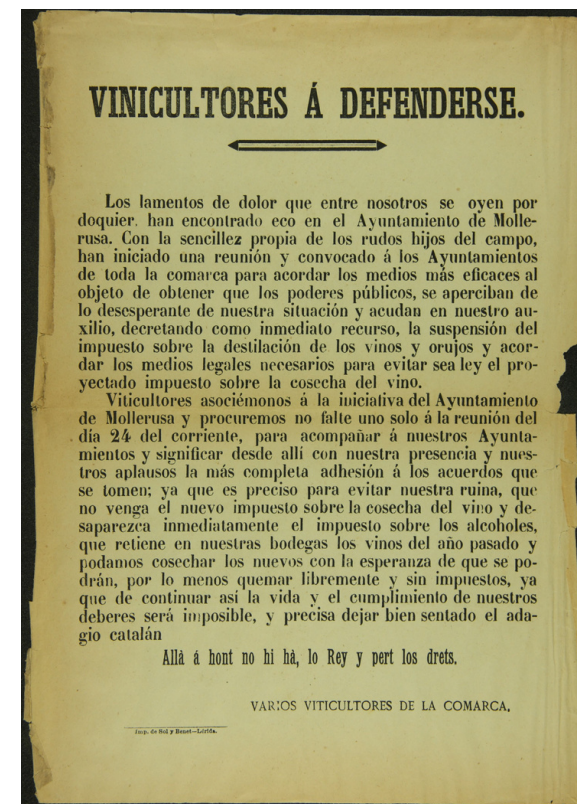 VINICULTORES Á DEFENDERSE.
Los lamentos de dolor que entre nosotros se oyen por
doquier, han encontrado eco en el Ayuntamiento de Molle-
rusa. Con la sencillez propia de los rudos hijos del campo,
han iniciado una reunión y convocado á los Ayuntamientos
de toda la comarca para acordar los medios más eficaces al
objeto de obtener que los poderes públicos, se aperciban de
lo desesperante de nuestra situación y acudan en nuestro au-
xilio, decretando como inmediato recurso, la suspensión del
impuesto sobre la destilación de los vinos y orujos y acor-
dar los medios legales necesarios para evitar sea ley el pro-
yectado impuesto sobre la cosecha del vino.
Viticultores asociémonos á la iniciativa del Ayuntamiento
de Mollerusa y procuremos no falte uno solo á la reunión del
día 24 del corriente, para acompañar á nuestros Ayunta-
mientos y significar desde allí con nuestra presencia y nues-
tros aplausos la más completa adhesión á los acuerdos que
se tomen; ya que es preciso para evitar nuestra ruina, que
no venga el nuevo impuesto sobre la cosecha del vino y de-
saparezca inmediatamente el impuesto sobre los alcoholes,
que retiene en nuestras bodegas los vinos del año pasado y
podamos cosechar los nuevos con la esperanza de que se po-
drán, por lo menos quemar libremente y sin impuestos, ya
que de continuar así la vida y el cumplimiento de nuestros
deberes será imposible, y precisa dejar bien sentado el ada-
gio catalán
Allà á hont no hi hà, lo Rey y pert los drets.
VARIOS VITICULTORES DE LA COMARCA.
Imp. de Sol y Benet—Lérida.